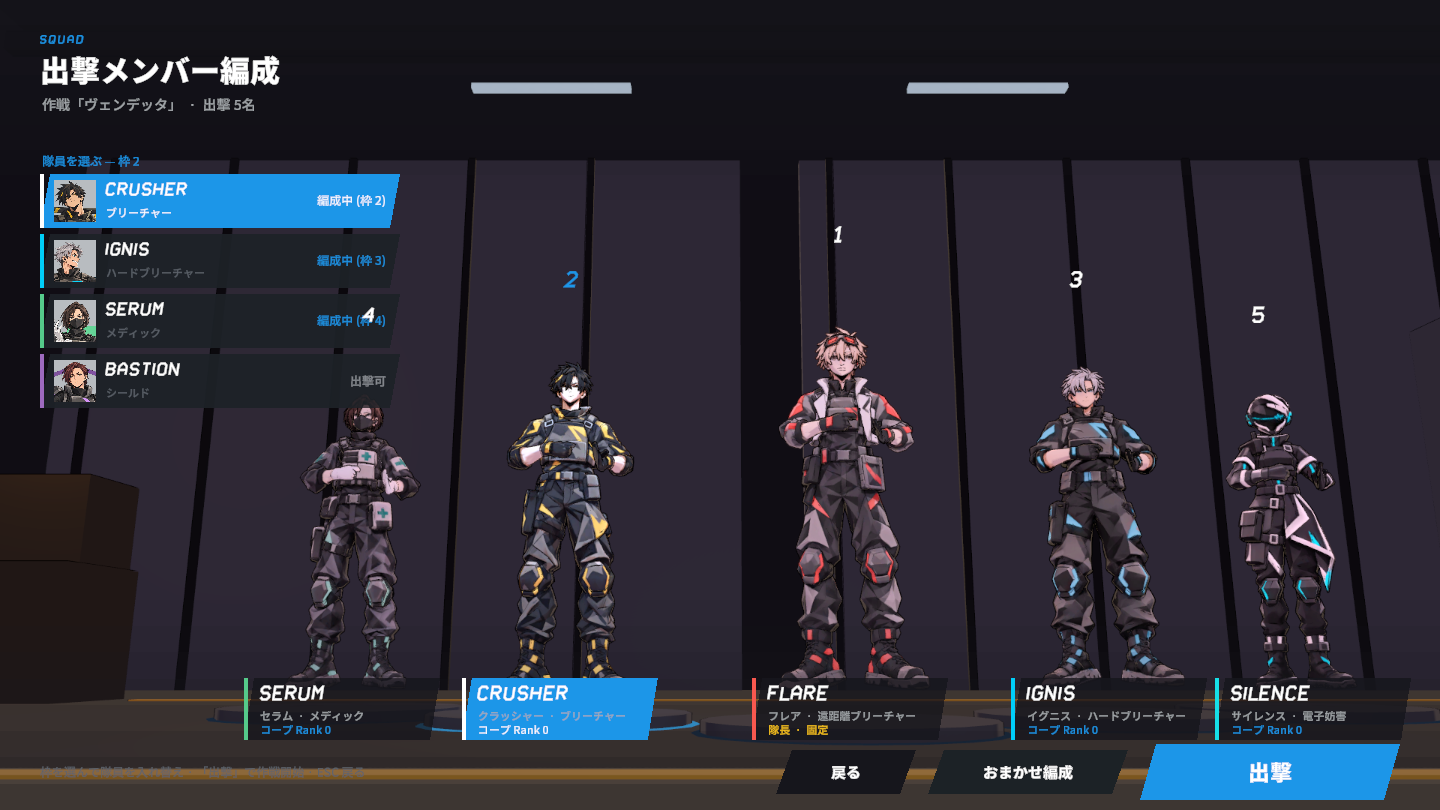 SQUAD
出撃メンバー編成
作戦「ヴェンデッタ」 · 出撃 5名
隊員を選ぶ — 枠 2
CRUSHER
ブリーチャー
編成中 (枠 2)
IGNIS
ハードブリーチャー
編成中 (枠 3)
SERUM
メディック
編成中 (枠 4)
BASTION
シールド
出撃可
4
2
1
3
5
SERUM
セラム · メディック
コープ Rank 0
CRUSHER
クラッシャー · ブリーチャー
コープ Rank 0
FLARE
フレア · 遠距離ブリーチャー
隊長 · 固定
IGNIS
イグニス · ハードブリーチャー
コープ Rank 0
SILENCE
サイレンス · 電子妨害
コープ Rank 0
戻る
おまかせ編成
出撃